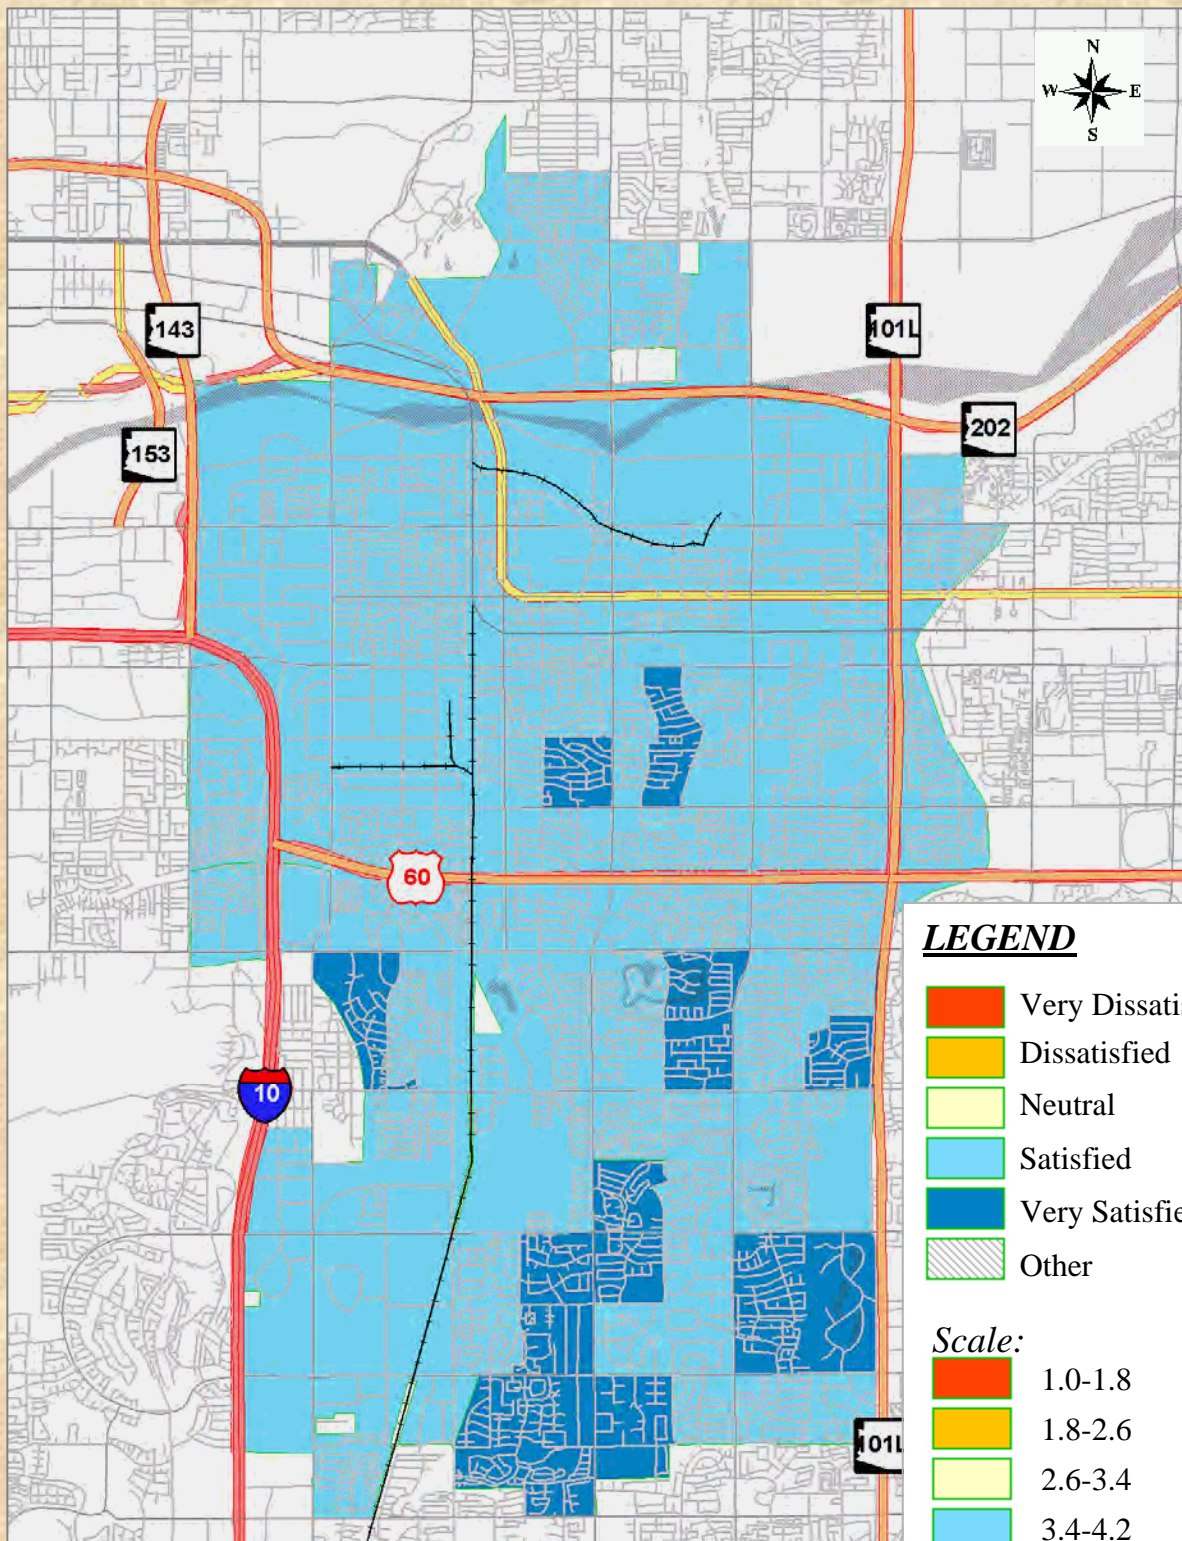 N
W E
S
143
101L
202
153
60
LEGEND
Very Dissatis
Dissatisfied
Neutral
10
Satisfied
Very Satisfie
Other
Scale:
1.0-1.8
101L
1.8-2.6
2.6-3.4
3.4-4.2